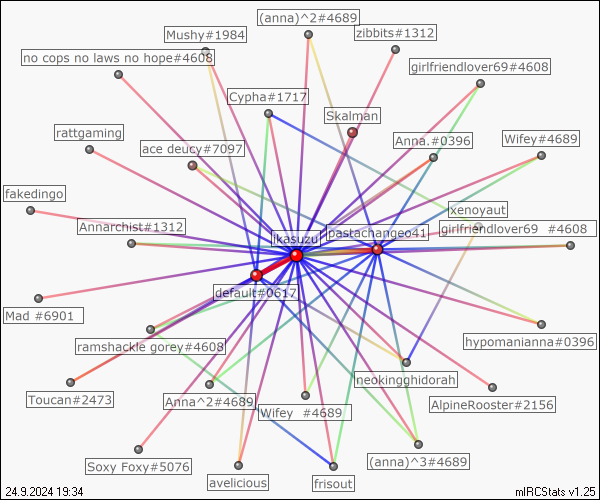 (anna)^2#4689
Mushy#1984
zibbits#1312
no cops no laws no hope#4608
girlfriendlover69#4608
Cypha#1717
Skalman
rattgaming
Anna.#0396
Wifey#4689
ace deucy#7097
fakedingo
xenoyaut
Annarchist#1312
ikasuzu
pastachangeo41
girlfriendlover69 #4608
default#0617
Mad #6901
ramshackle gorey#4608
hypomanianna#0396
neokingghidorah
Toucan#2473
Anna^2#4689
Wifey #4689
AlpineRooster#2156
Soxy Foxy#5076
(anna)^3#4689
avelicious
frisout
24.9.2024 19:34
mIRCStats v1.25